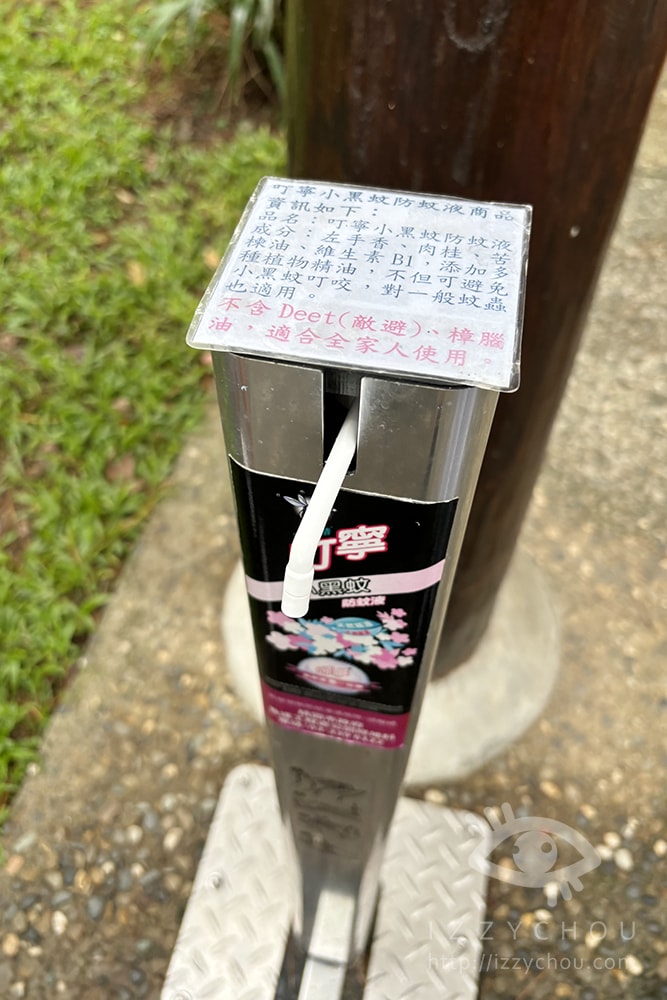 叮寧小黑蚊防蚊液商品
資訊如下：
品名：叮寧小黑蚊防蚊液
成分：左手香、肉桂、苦
楝油、維生素B1，添加多
種植物精油，不但可避免
小黑蚊叮咬，對一般蚊蟲
也適用。
不含Deet(敵避)、樟腦
油，適合全家人使用。
叮寧
小黑蚊
防蚊液
IZZYCHOU
http://izzychou.com